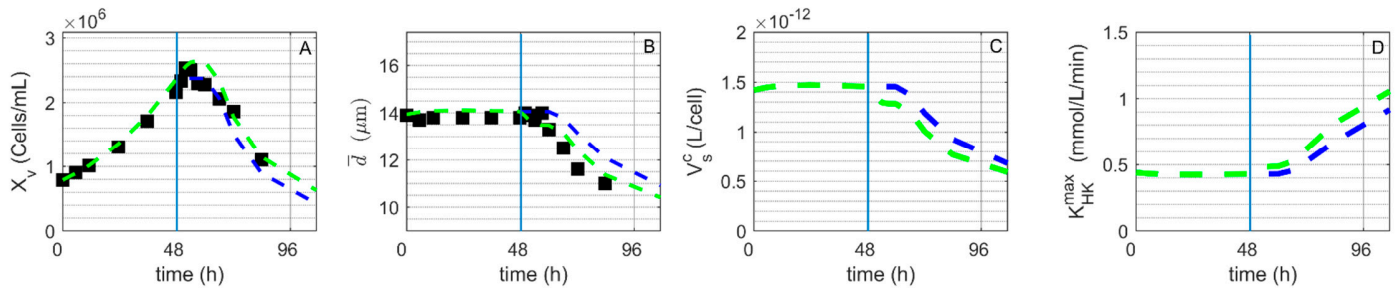 ×10⁶
A
3
2
1
0
X_v (Cells/mL)
0 48 96
time (h)
B
16
14
12
10
d̅ (μm)
0 48 96
time (h)
×10⁻¹²
C
2
1.5
1
0.5
0
V_s^c (L/cell)
0 48 96
time (h)
D
1.5
1
0.5
0
K_HK^max (mmol/L/min)
0 48 96
time (h)